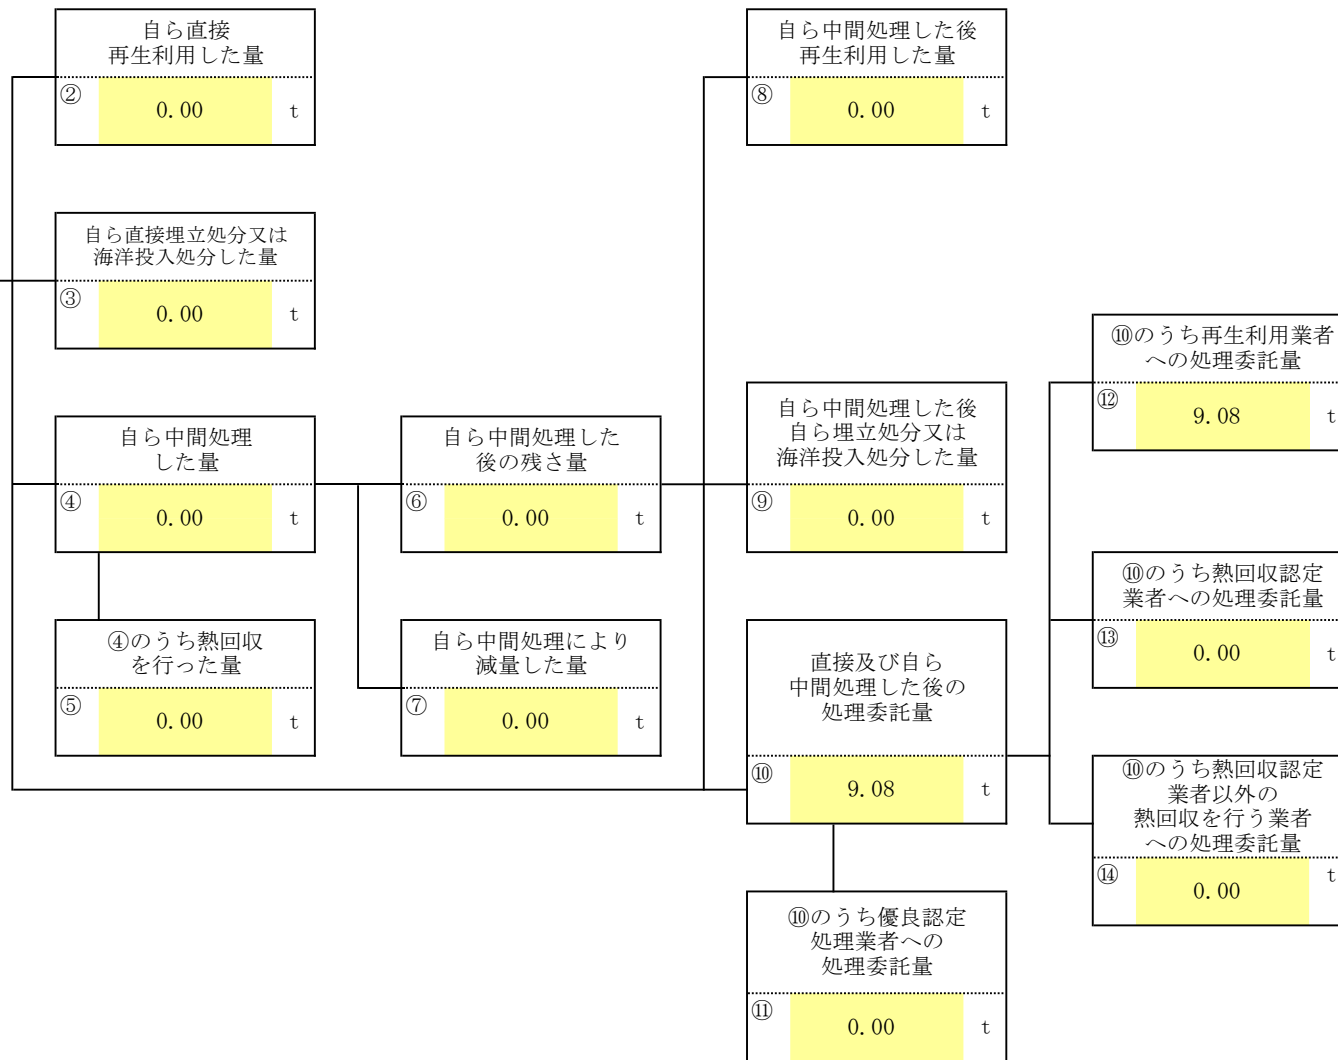 自ら直接
再生利用した量
②
0.00
t
自ら直接埋立処分又は
海洋投入処分した量
③
0.00
t
自ら中間処理
した量
④
0.00
t
④のうち熱回収
を行った量
⑤
0.00
t
自ら中間処理した
後の残さ量
⑥
0.00
t
自ら中間処理により
減量した量
⑦
0.00
t
自ら中間処理した後
再生利用した量
⑧
0.00
t
自ら中間処理した後
自ら埋立処分又は
海洋投入処分した量
⑨
0.00
t
直接及び自ら
中間処理した後の
処理委託量
⑩
9.08
t
⑩のうち優良認定
処理業者への
処理委託量
⑪
0.00
t
⑩のうち再生利用業者
への処理委託量
⑫
9.08
t
⑩のうち熱回収認定
業者への処理委託量
⑬
0.00
t
⑩のうち熱回収認定
業者以外の
熱回収を行う業者
への処理委託量
⑭
0.00
t